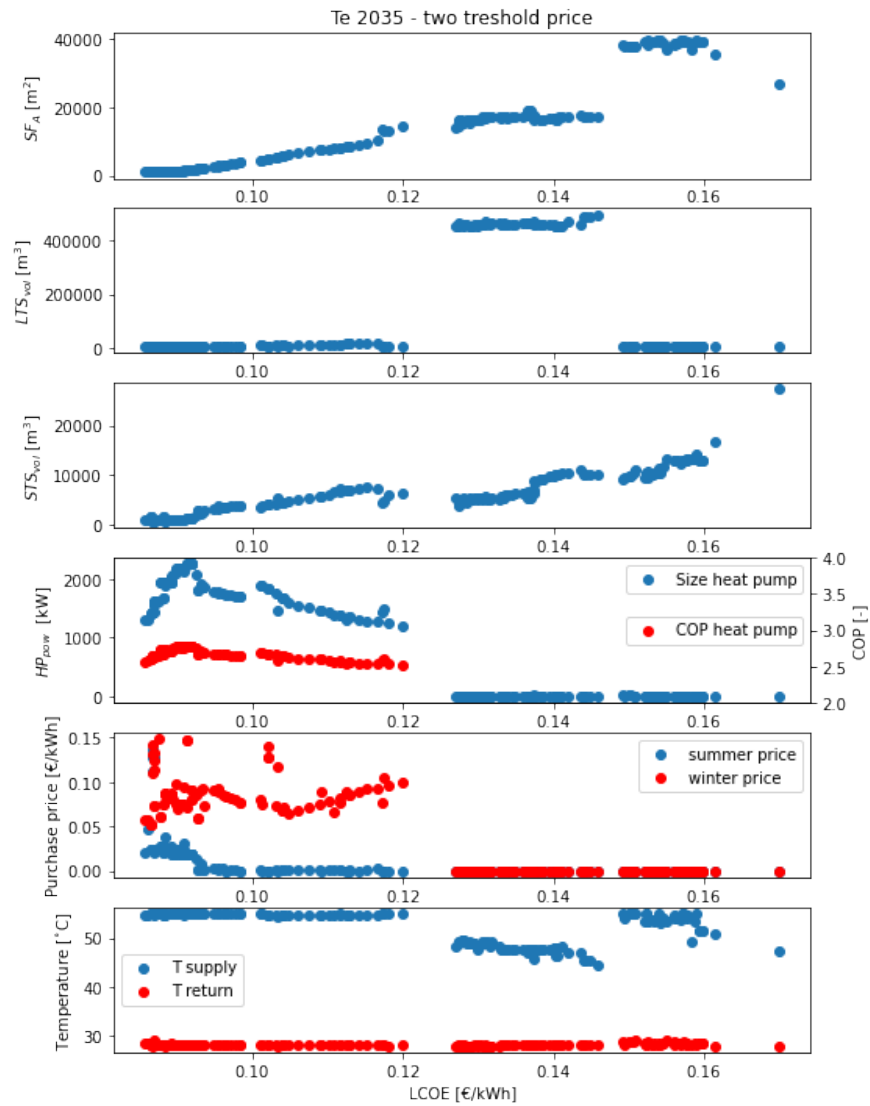 Te 2035 - two treshold price
40000
20000
0
SF_A [m²]
0.10 0.12 0.14 0.16
400000
200000
0
LTS_vol [m³]
0.10 0.12 0.14 0.16
20000
10000
0
STS_vol [m³]
0.10 0.12 0.14 0.16
2000
1000
0
HP_pow [kW]
Size heat pump
COP heat pump
4.0
3.5
3.0
2.5
2.0
COP [-]
0.10 0.12 0.14 0.16
0.15
0.10
0.05
0.00
Purchase price [€/kWh]
summer price
winter price
0.10 0.12 0.14 0.16
50
40
30
Temperature [°C]
T supply
T return
0.10 0.12 0.14 0.16
LCOE [€/kWh]